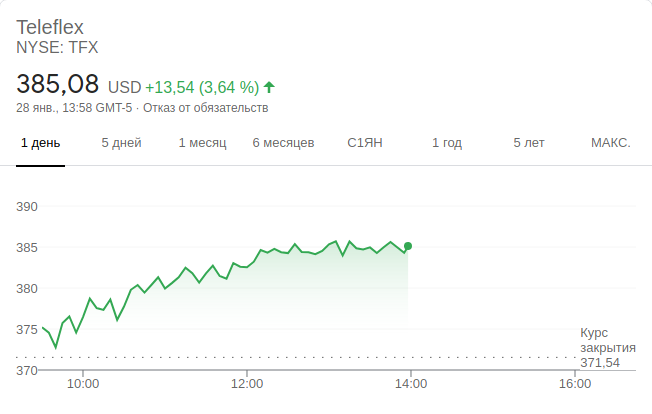 Teleflex
NYSE: TFX
385,08 USD +13,54 (3,64 %)
28 янв., 13:58 GMT-5 · Отказ от обязательств
1 день 5 дней 1 месяц 6 месяцев С1ЯН 1 год 5 лет МАКС.
390
385
380
375
370
Курс
закрытия
371,54
10:00 12:00 14:00 16:00